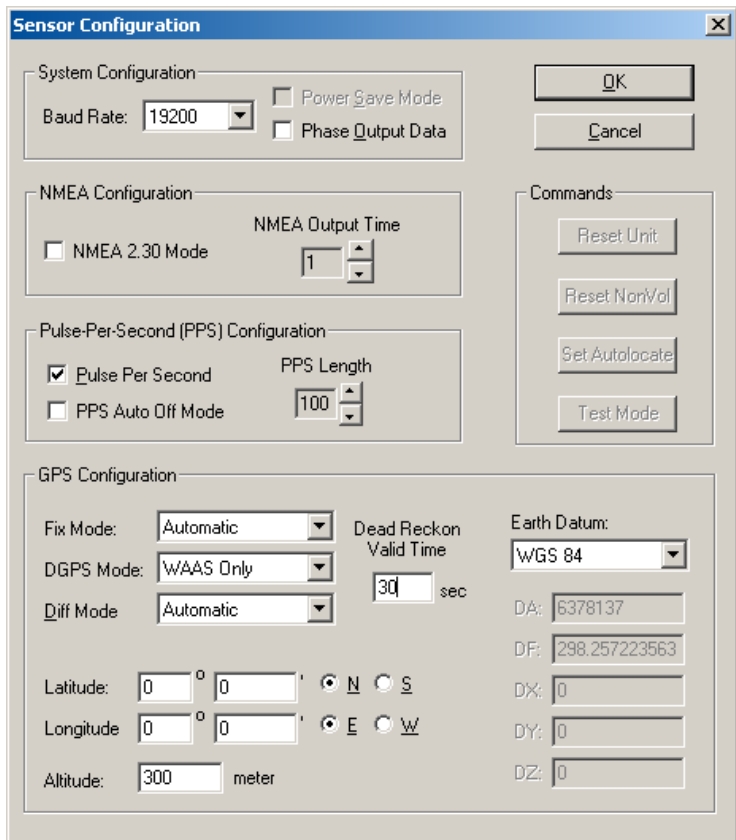 Sensor Configuration
System Configuration
Baud Rate: 19200
Power Save Mode
Phase Output Data
OK
Cancel
NMEA Configuration
NMEA 2.30 Mode
NMEA Output Time
1
Commands
Reset Unit
Reset NonVol
Set Autolocate
Test Mode
Pulse-Per-Second (PPS) Configuration
Pulse Per Second
PPS Auto Off Mode
PPS Length
100
GPS Configuration
Fix Mode: Automatic
DGPS Mode: WAAS Only
Diff Mode Automatic
Dead Reckon
Valid Time
30 sec
Earth Datum:
WGS 84
DA: 6378137
DF: 298.257223563
DX: 0
DY: 0
DZ: 0
Latitude: 0 ° 0 ' N S
Longitude 0 ° 0 ' E W
Altitude: 300 meter